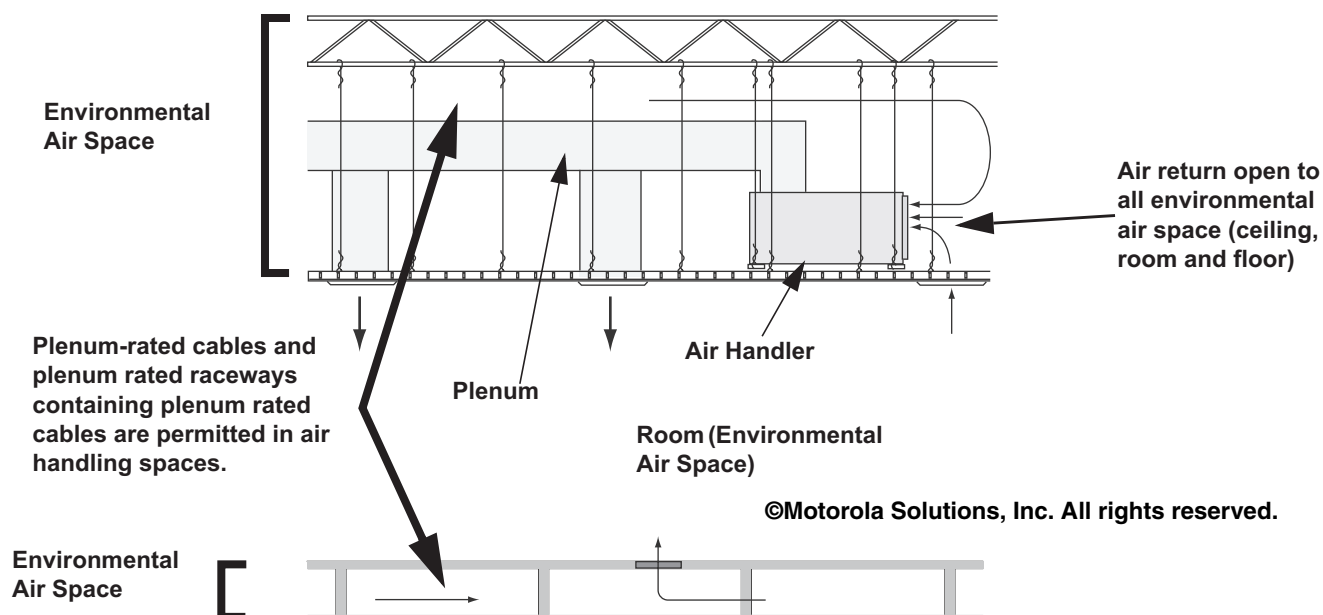 Environmental
Air Space
Air return open to
all environmental
air space (ceiling,
room and floor)
Plenum-rated cables and
plenum rated raceways
containing plenum rated
cables are permitted in air
handling spaces.
Air Handler
Plenum
Room (Environmental
Air Space)
©Motorola Solutions, Inc. All rights reserved.
Environmental
Air Space